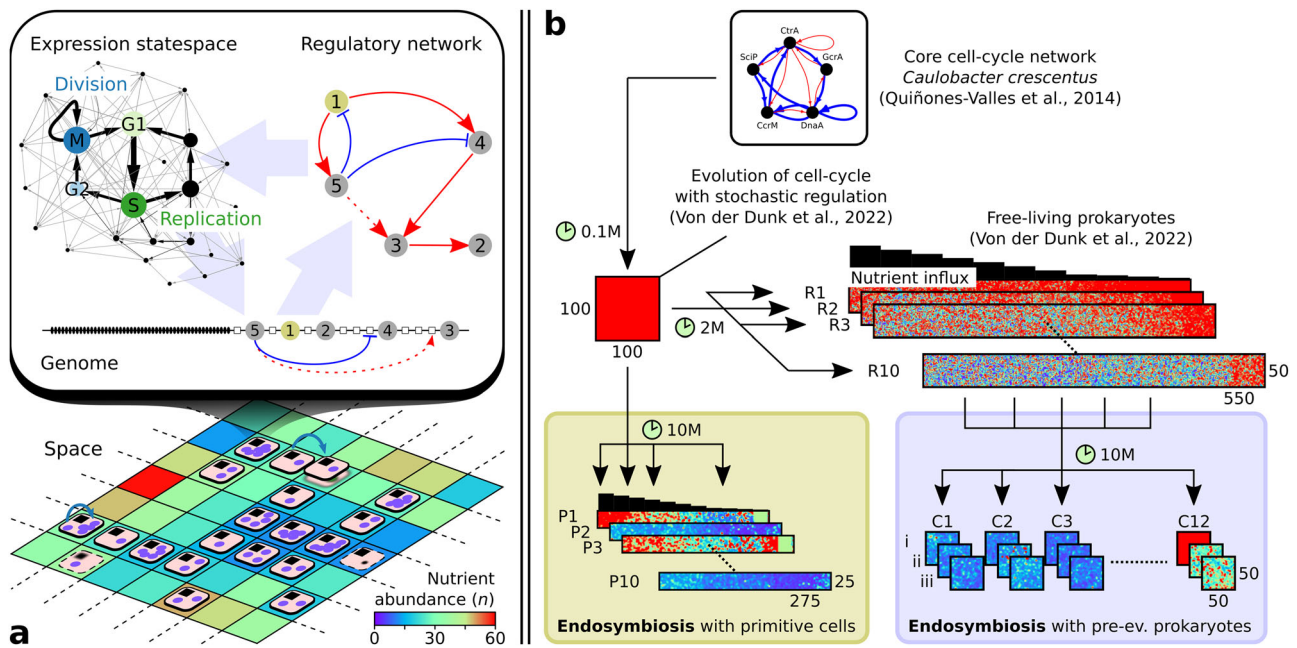 a
Expression statespace
Division
M
G1
G2
S
Replication
Regulatory network
1
4
5
3
2
5
1
2
4
3
Genome
Space
Nutrient
abundance (n)
0
30
60
b
CtrA
SciP
GcrA
CcrM
DnaA
Core cell-cycle network
Caulobacter crescentus
(Quiñones-Valles et al., 2014)
Evolution of cell-cycle
with stochastic regulation
(Von der Dunk et al., 2022)
0.1M
100
100
2M
Free-living prokaryotes
(Von der Dunk et al., 2022)
Nutrient influx
R1
R2
R3
R10
50
550
10M
P1
P2
P3
P10
25
275
Endosymbiosis with primitive cells
10M
C1
C2
C3
C12
i
ii
iii
50
50
Endosymbiosis with pre-ev. prokaryotes